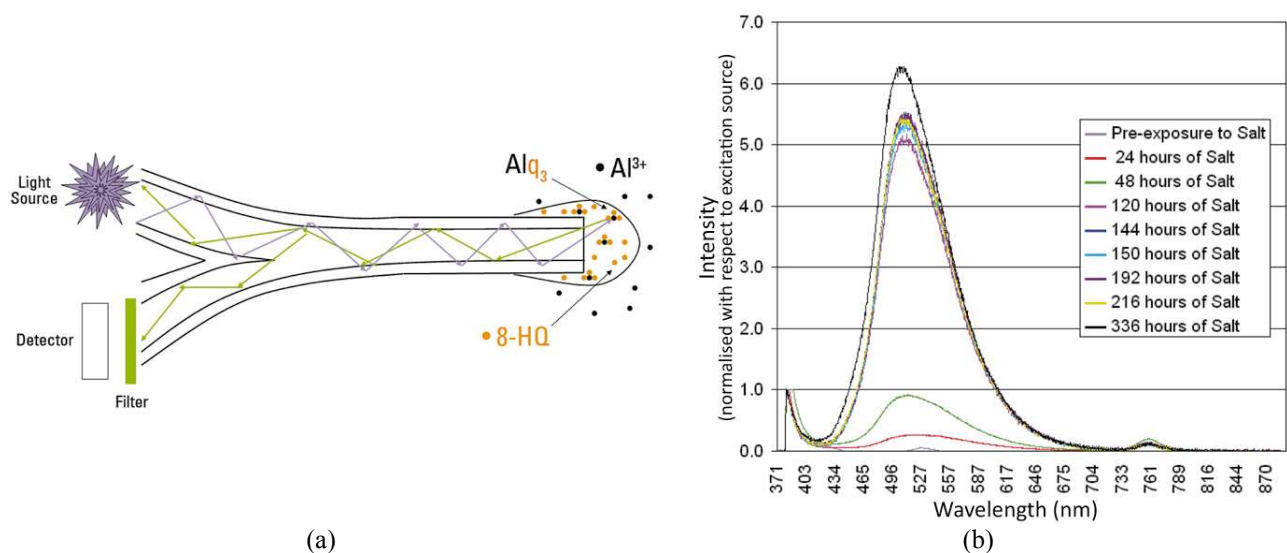 Light
Source
Alq3
Al3+
8-HQ
Detector
Filter
(a)
Intensity
(normalised with respect to excitation source)
7.0
6.0
5.0
4.0
3.0
2.0
1.0
0.0
Pre-exposure to Salt
24 hours of Salt
48 hours of Salt
120 hours of Salt
144 hours of Salt
150 hours of Salt
192 hours of Salt
216 hours of Salt
336 hours of Salt
371 403 434 465 496 527 557 587 617 646 675 704 733 761 789 816 844 870
Wavelength (nm)
(b)